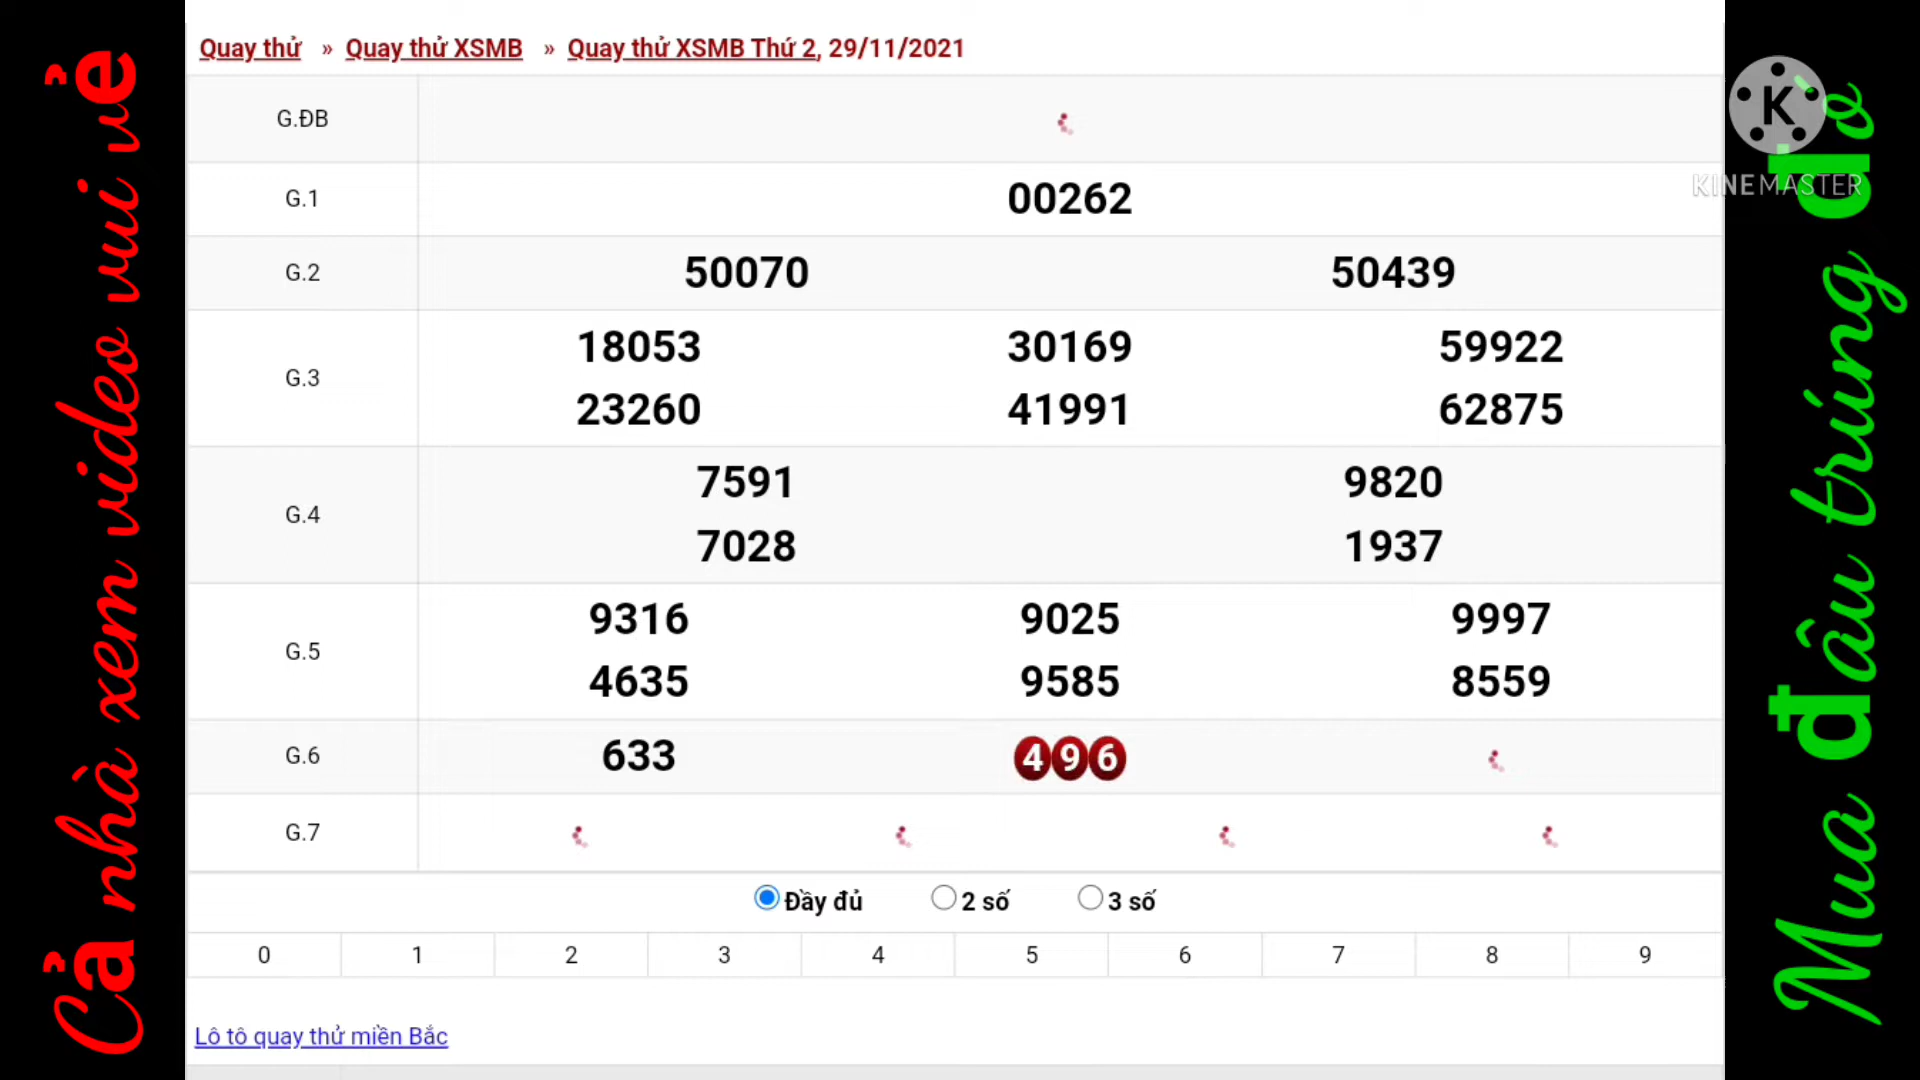 Cả nhà xem video vui vẻ
Quay thử » Quay thử XSMB » Quay thử XSMB Thứ 2, 29/11/2021
G.ĐB
G.1 00262
G.2 50070 50439
G.3
18053 30169 59922
23260 41991 62875
G.4
7591 9820
7028 1937
G.5
9316 9025 9997
4635 9585 8559
G.6 633 496
G.7
Đầy đủ 2 số 3 số
0 1 2 3 4 5 6 7 8 9
Lô tô quay thử miền Bắc
Mua đâu trúng đó
K
KINEMASTER